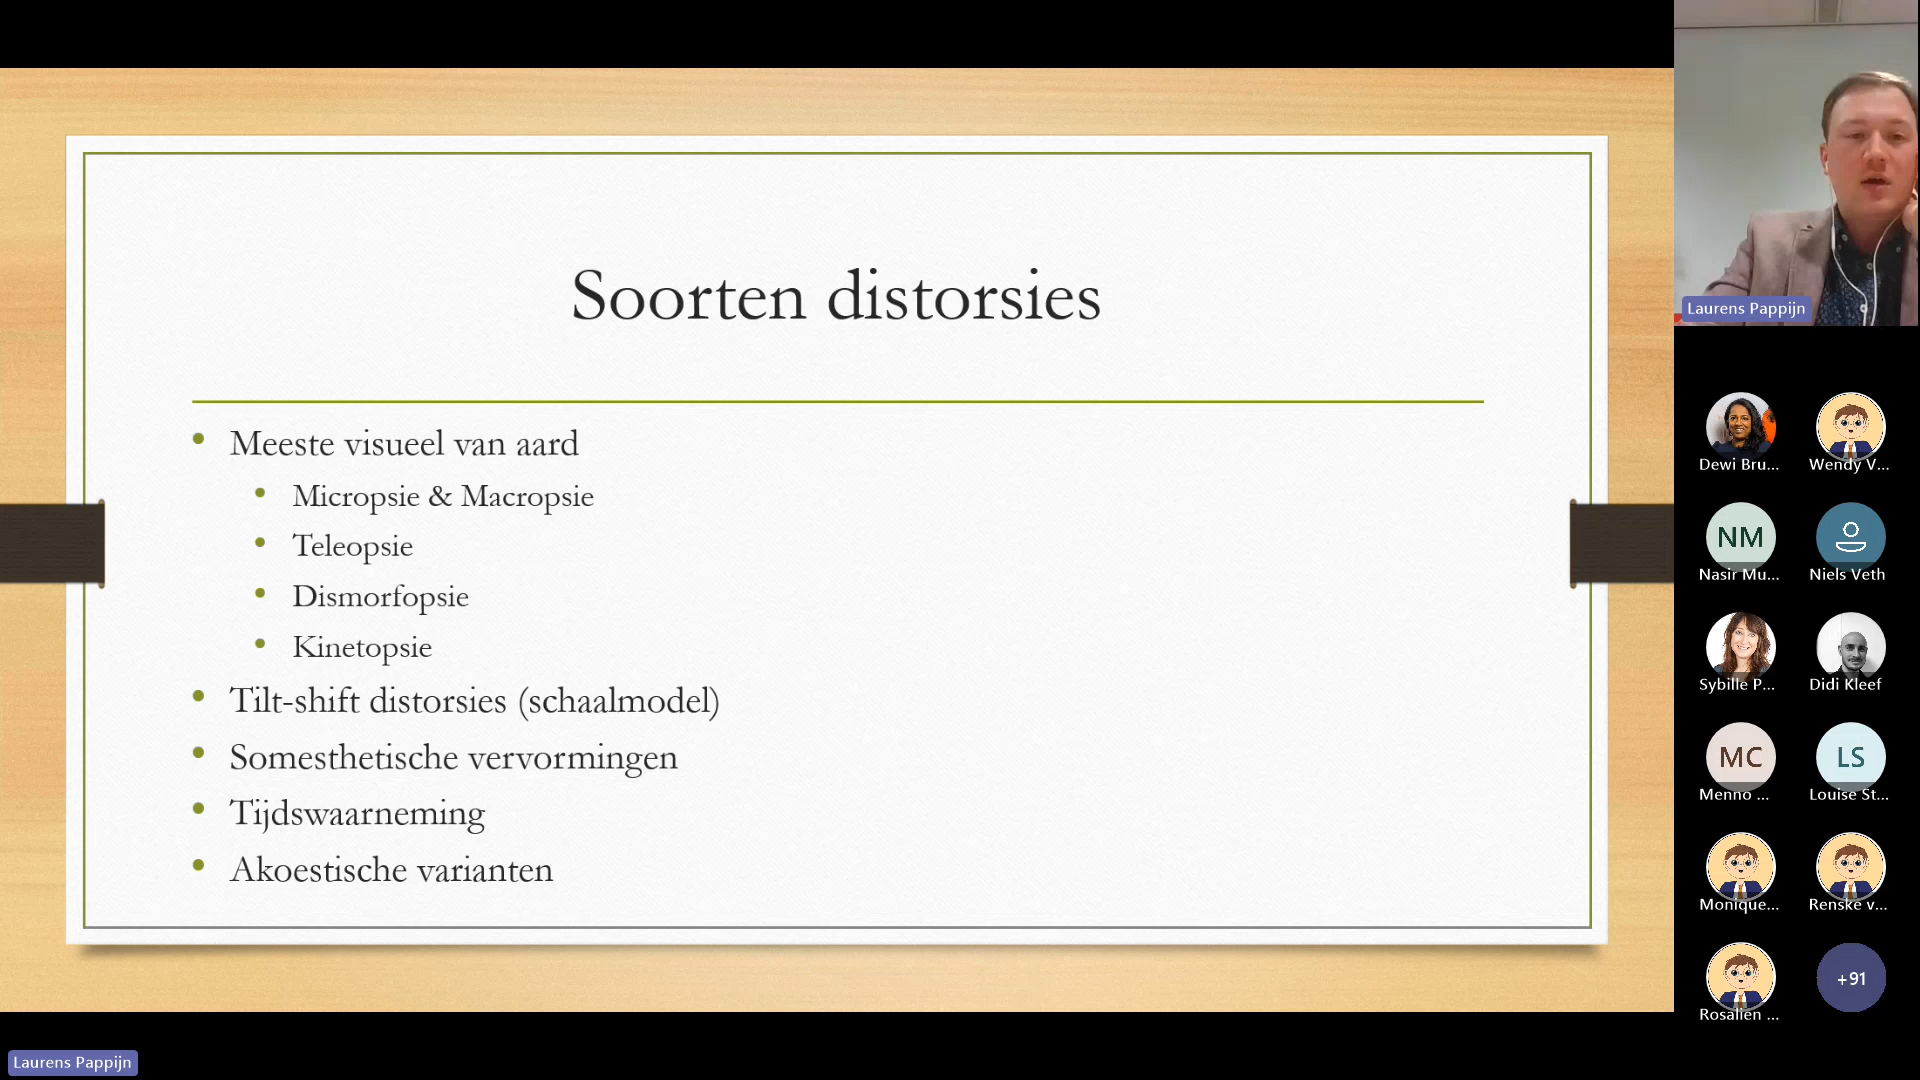 Soorten distorsies
Meeste visueel van aard
Micropsie & Macropsie
Teleopsie
Dismorfopsie
Kinetopsie
Tilt-shift distorsies (schaalmodel)
Somesthetische vervormingen
Tijdswaarneming
Akoestische varianten
Laurens Pappijn
Dewi Bru...
Wendy V...
NM
Nasir Mu...
Niels Veth
Sybille P...
Didi Kleef
MC
Menno ...
LS
Louise St...
Monique...
Renske v...
Rosalien ...
+91
Laurens Pappijn